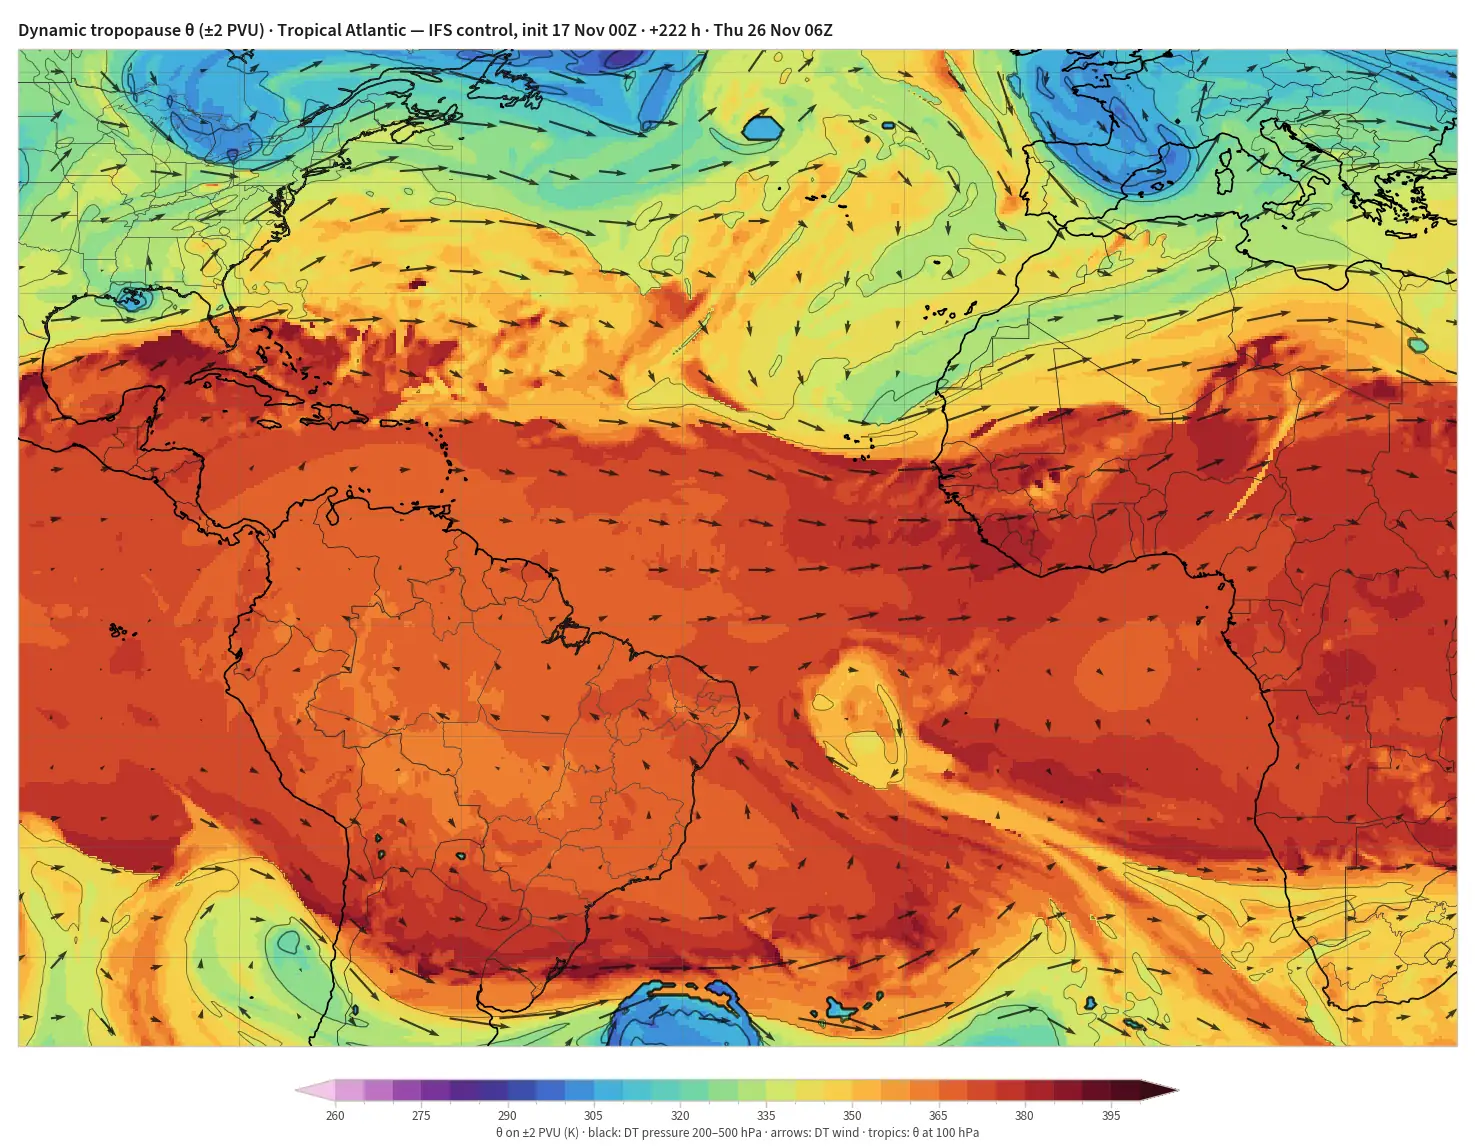 Dynamic tropopause θ (±2 PVU) · Tropical Atlantic — IFS control, init 17 Nov 00Z · +222 h · Thu 26 Nov 06Z
260 275 290 305 320 335 350 365 380 395
θ on ±2 PVU (K) · black: DT pressure 200–500 hPa · arrows: DT wind · tropics: θ at 100 hPa